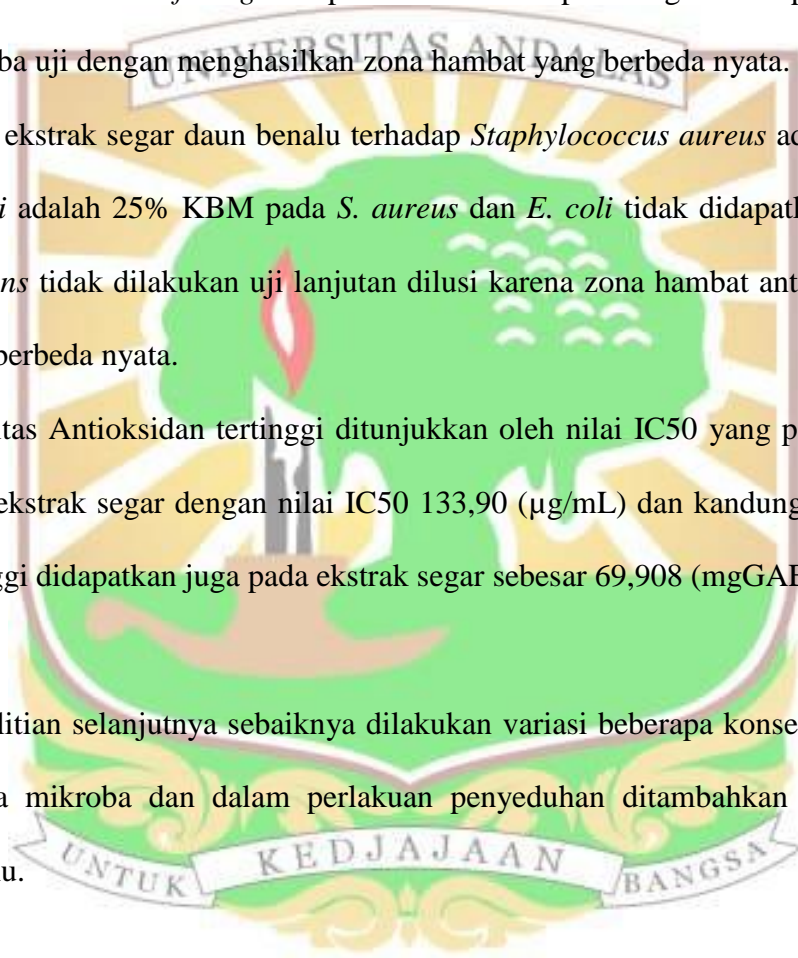 ba uji dengan menghasilkan zona hambat yang berbeda nyata.
UNIVERSITAS ANDALAS
ekstrak segar daun benalu terhadap Staphylococcus aureus
i adalah 25% KBM pada S. aureus dan E. coli tidak didapatk
ns tidak dilakukan uji lanjutan dilusi karena zona hambat ant
berbeda nyata.
tas Antioksidan tertinggi ditunjukkan oleh nilai IC50 yang p
ekstrak segar dengan nilai IC50 133,90 (µg/mL) dan kandung
ggi didapatkan juga pada ekstrak segar sebesar 69,908 (mgGAE
litian selanjutnya sebaiknya dilakukan variasi beberapa konse
a mikroba dan dalam perlakuan penyeduhan ditambahkan
u.
UNTUK KEDJAJAAN BANGSA